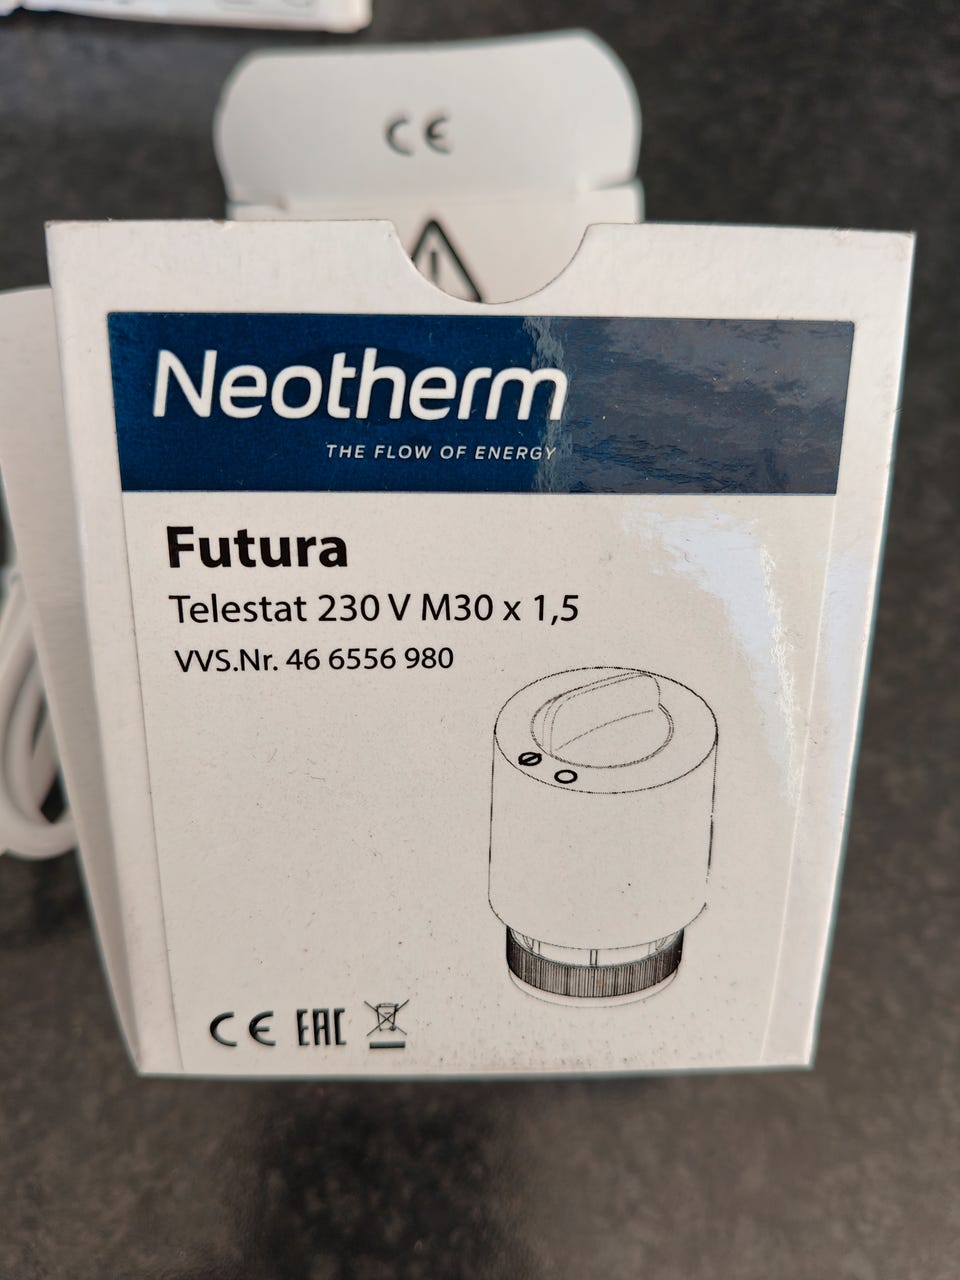 CE
Neotherm
THE FLOW OF ENERGY
Futura
Telestat 230 V M30 x 1,5
VVS.Nr. 46 6556 980
CE EAC